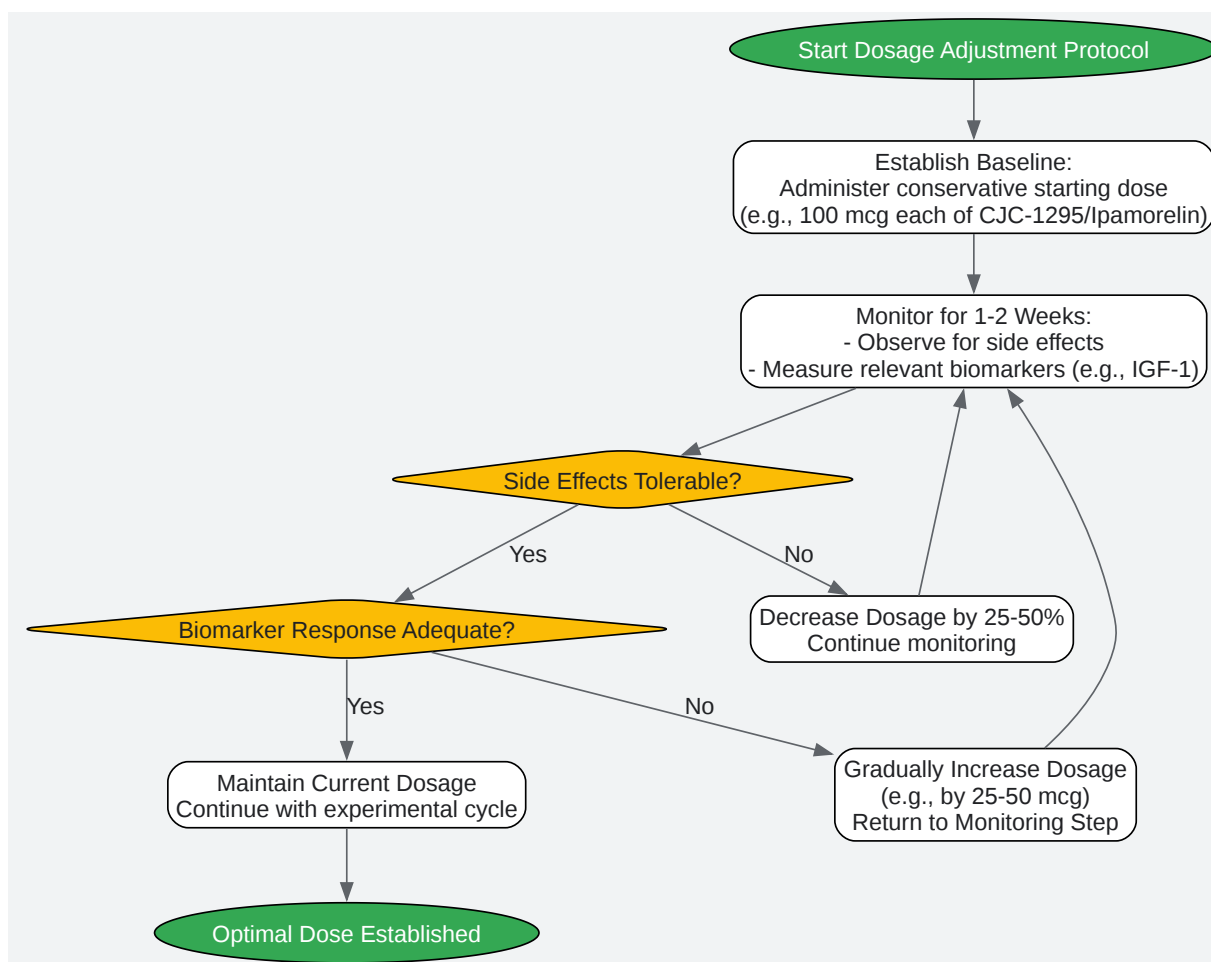 Start Dosage Adjustment Protocol
Establish Baseline:
Administer conservative starting dose
(e.g., 100 mcg each of CJC-1295/Ipamorelin)
Monitor for 1-2 Weeks:
- Observe for side effects
- Measure relevant biomarkers (e.g., IGF-1)
Side Effects Tolerable?
Yes
No
Decrease Dosage by 25-50%
Continue monitoring
Biomarker Response Adequate?
Yes
No
Maintain Current Dosage
Continue with experimental cycle
Gradually Increase Dosage
(e.g., by 25-50 mcg)
Return to Monitoring Step
Optimal Dose Established